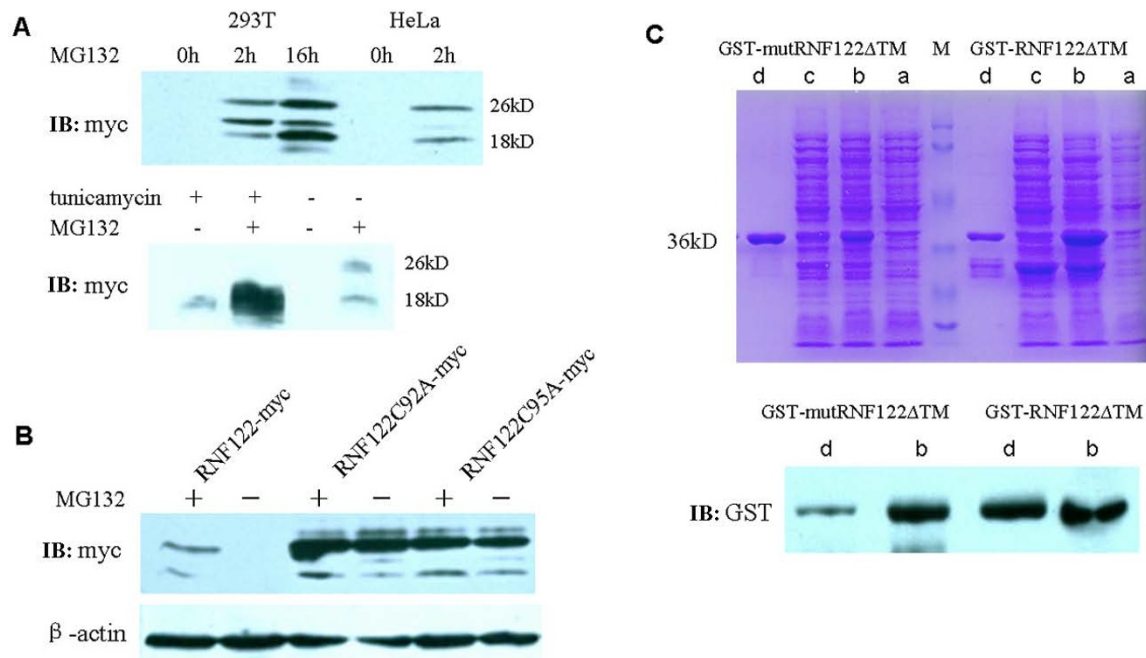 A
293T HeLa
MG132 0h 2h 16h 0h 2h
26kD
IB: myc
18kD
tunicamycin + + - -
MG132 - + - +
26kD
IB: myc
18kD
B
RNF122-myc RNF122C92A-myc RNF122C95A-myc
MG132 + − + − + −
IB: myc
β -actin
C
GST-mutRNF122ΔTM M GST-RNF122ΔTM
d c b a d c b a
36kD
GST-mutRNF122ΔTM GST-RNF122ΔTM
d b d b
IB: GST